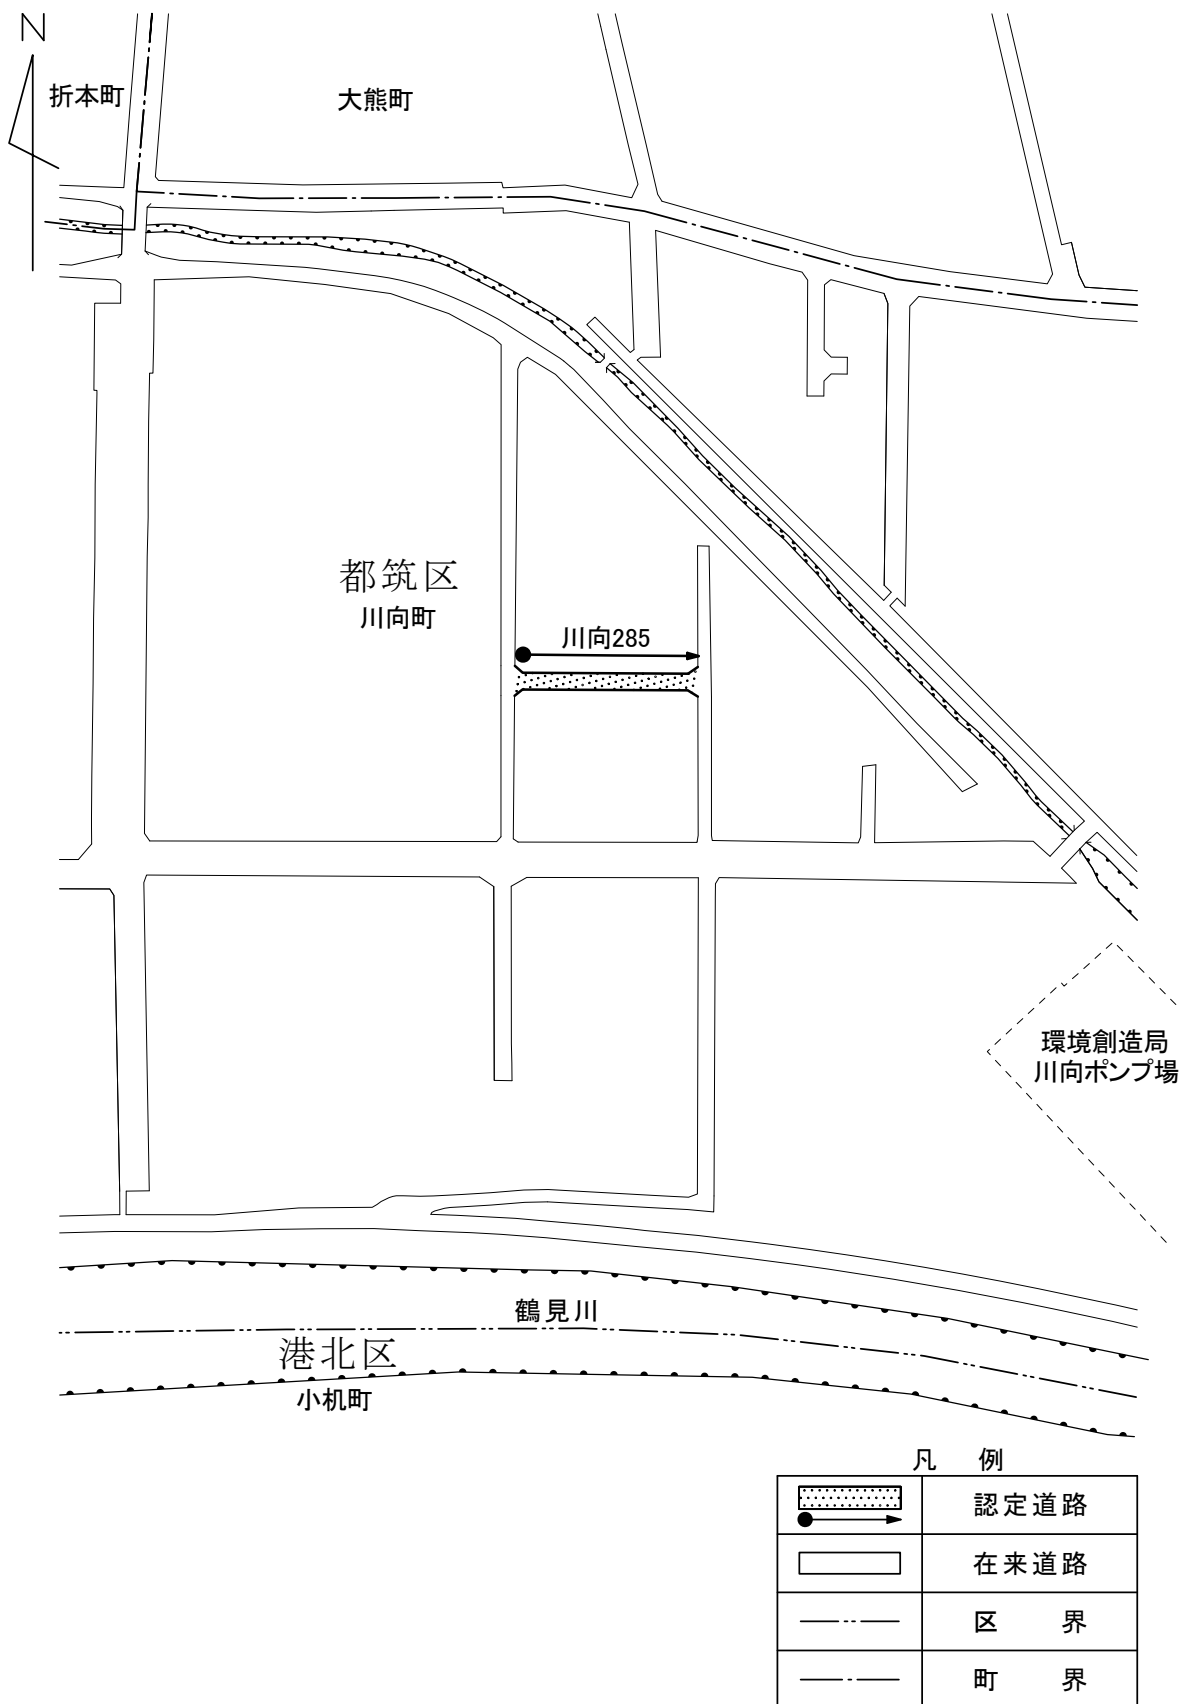 N
折本町
大熊町
都筑区
川向町
川向285
環境創造局
川向ポンプ場
鶴見川
港北区
小机町
凡 例
認定道路
在来道路
区 界
町 界